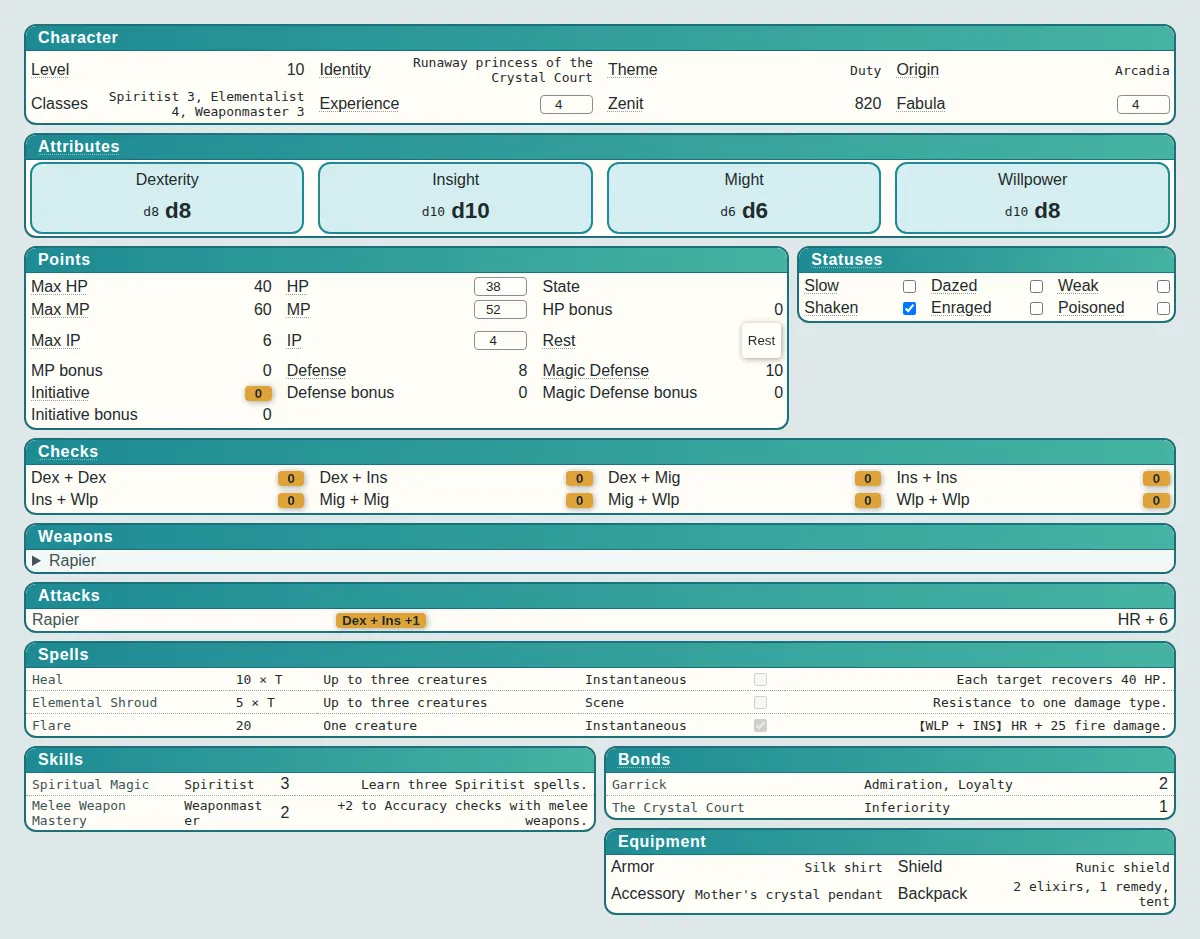 Character
Level 10 Identity Runaway princess of the Crystal Court Theme Duty Origin Arcadia
Classes Spiritist 3, Elementalist 4, Weaponmaster 3 Experience 4 Zenit 820 Fabula 4
Attributes
Dexterity Insight Might Willpower
d8 d8 d10 d10 d6 d6 d10 d8
Points
Max HP 40 HP 38 State
Max MP 60 MP 52 HP bonus 0
Max IP 6 IP 4 Rest Rest
MP bonus 0 Defense 8 Magic Defense 10
Initiative 0 Defense bonus 0 Magic Defense bonus 0
Initiative bonus 0
Statuses
Slow Dazed Weak
Shaken Enraged Poisoned
Checks
Dex + Dex 0 Dex + Ins 0 Dex + Mig 0 Ins + Ins 0
Ins + Wlp 0 Mig + Mig 0 Mig + Wlp 0 Wlp + Wlp 0
Weapons
Rapier
Attacks
Rapier Dex + Ins +1 HR + 6
Spells
Heal 10 × T Up to three creatures Instantaneous Each target recovers 40 HP.
Elemental Shroud 5 × T Up to three creatures Scene Resistance to one damage type.
Flare 20 One creature Instantaneous 【WLP + INS】 HR + 25 fire damage.
Skills
Spiritual Magic Spiritist 3 Learn three Spiritist spells.
Melee Weapon Mastery Weaponmaster 2 +2 to Accuracy checks with melee weapons.
Bonds
Garrick Admiration, Loyalty 2
The Crystal Court Inferiority 1
Equipment
Armor Silk shirt Shield Runic shield
Accessory Mother's crystal pendant Backpack 2 elixirs, 1 remedy, tent